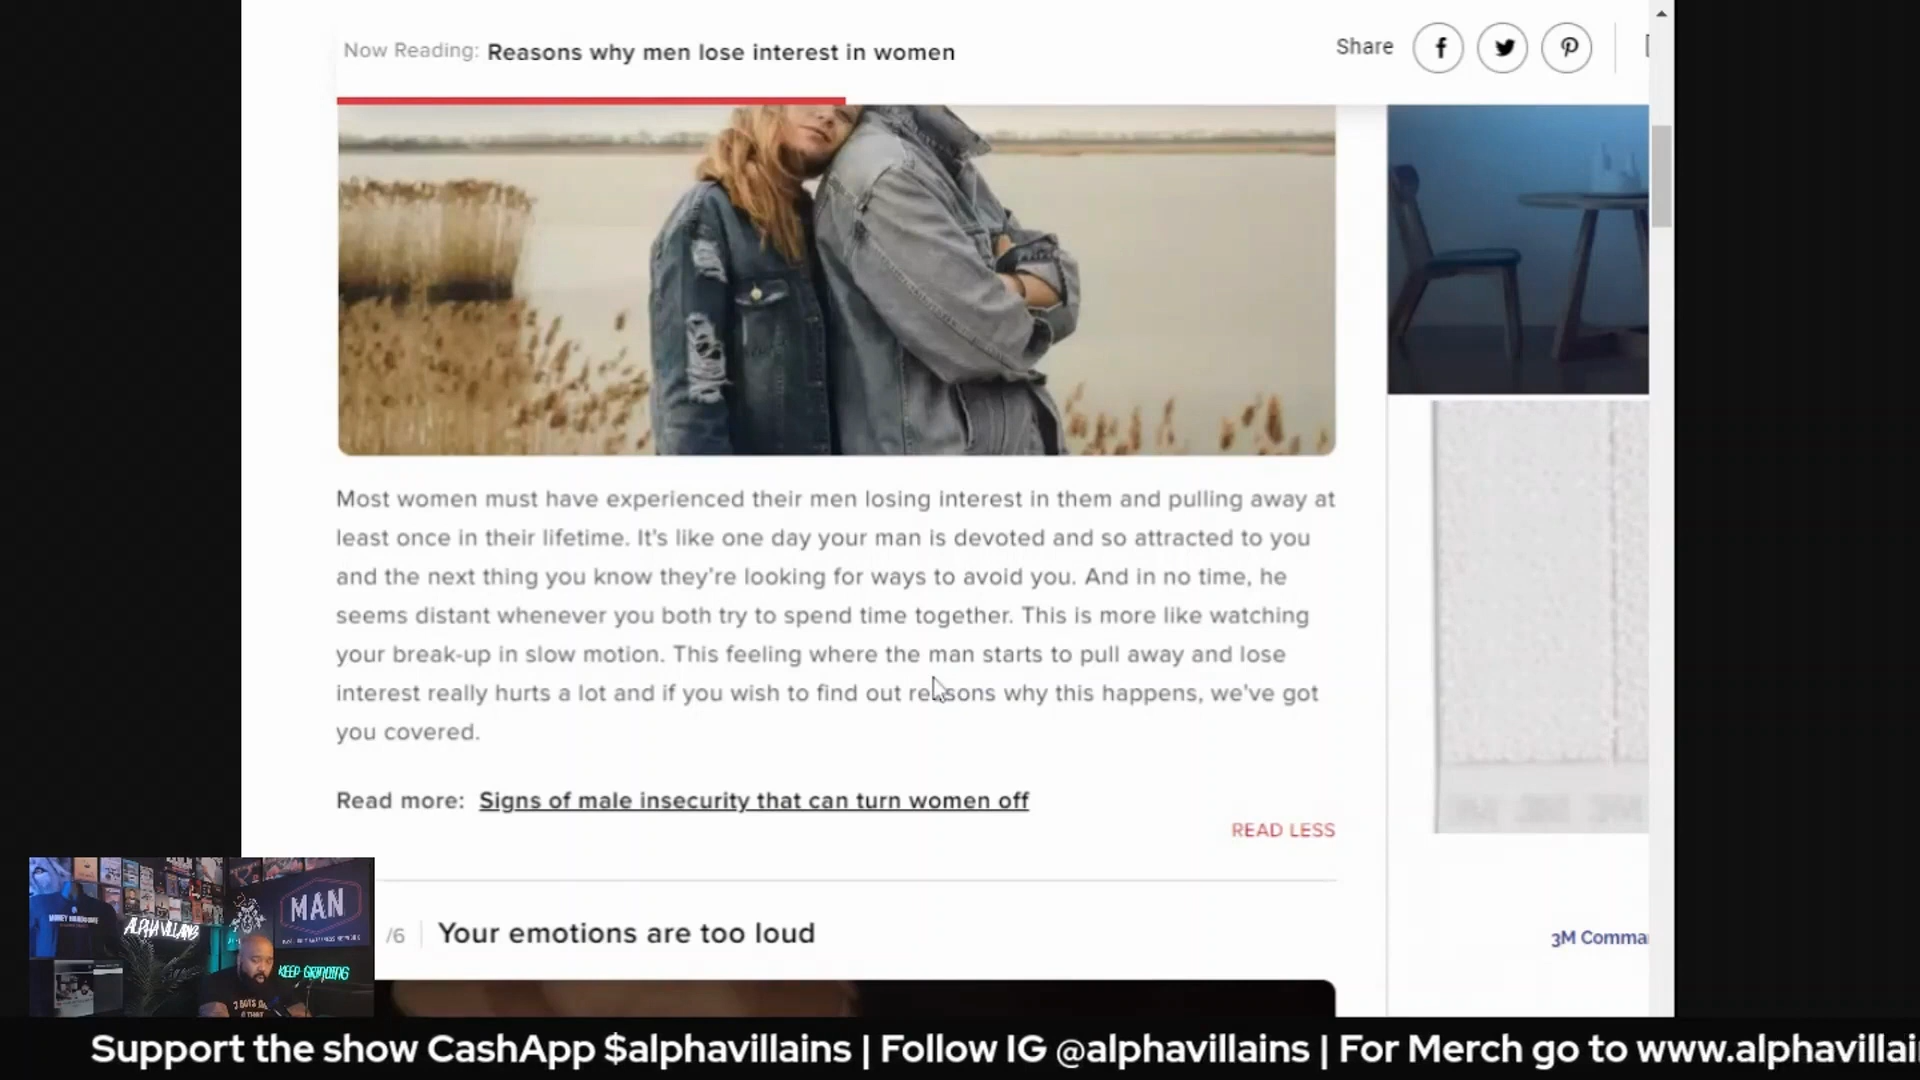 Now Reading: Reasons why men lose interest in women
Share
Most women must have experienced their men losing interest in them and pulling away at
least once in their lifetime. It's like one day your man is devoted and so attracted to you
and the next thing you know they're looking for ways to avoid you. And in no time, he
seems distant whenever you both try to spend time together. This is more like watching
your break-up in slow motion. This feeling where the man starts to pull away and lose
interest really hurts a lot and if you wish to find out reasons why this happens, we've got
you covered.
Read more: Signs of male insecurity that can turn women off
READ LESS
/6 Your emotions are too loud
3M Comma
MAN
ALPHA VILLAINS
KEEP GRINDING
Support the show CashApp $alphavillains | Follow IG @alphavillains | For Merch go to www.alphavillai